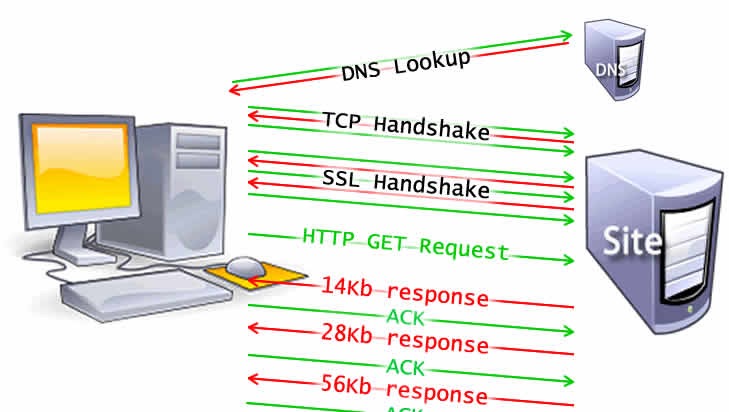 DNS Lookup
DNS
TCP Handshake
SSL Handshake
Site
HTTP GET Request
14Kb response
ACK
28Kb response
ACK
56Kb response
ACK